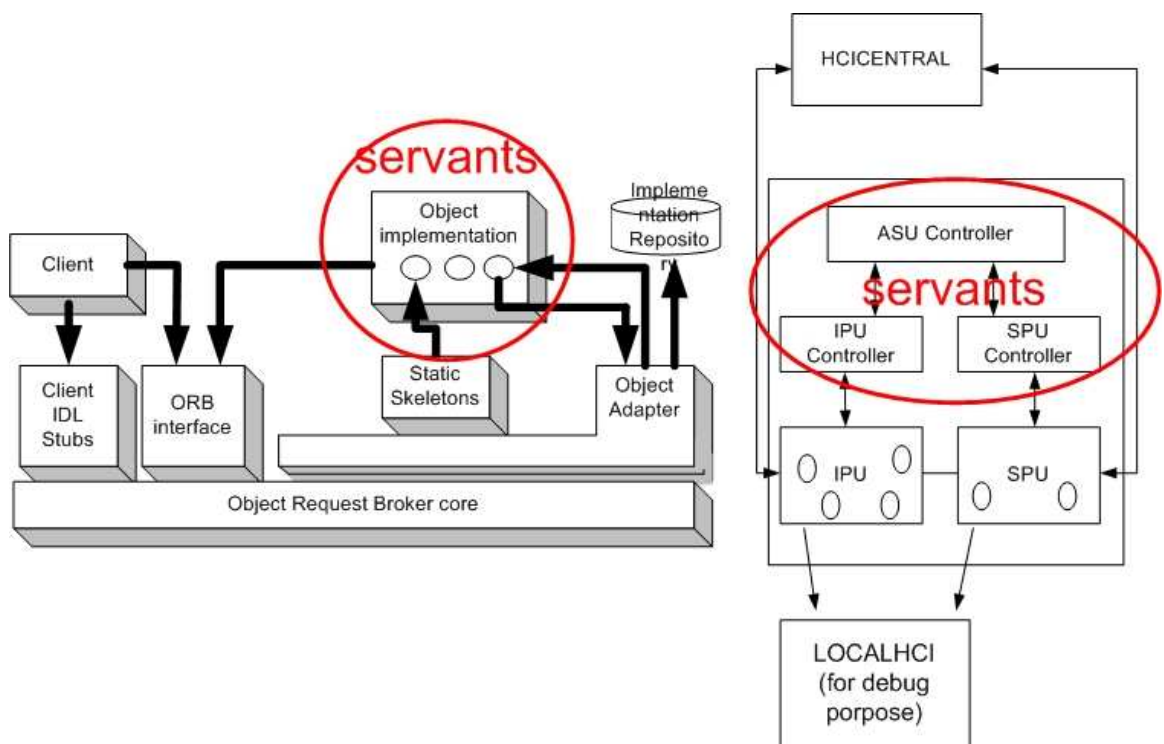 servants
Object
implementation
Impleme
ntation
Reposito
ry
Client
Client
IDL
Stubs
ORB
interface
Static
Skeletons
Object
Adapter
Object Request Broker core
HCICENTRAL
ASU Controller
servants
IPU
Controller
SPU
Controller
IPU
SPU
LOCALHCI
(for debug
porpose)